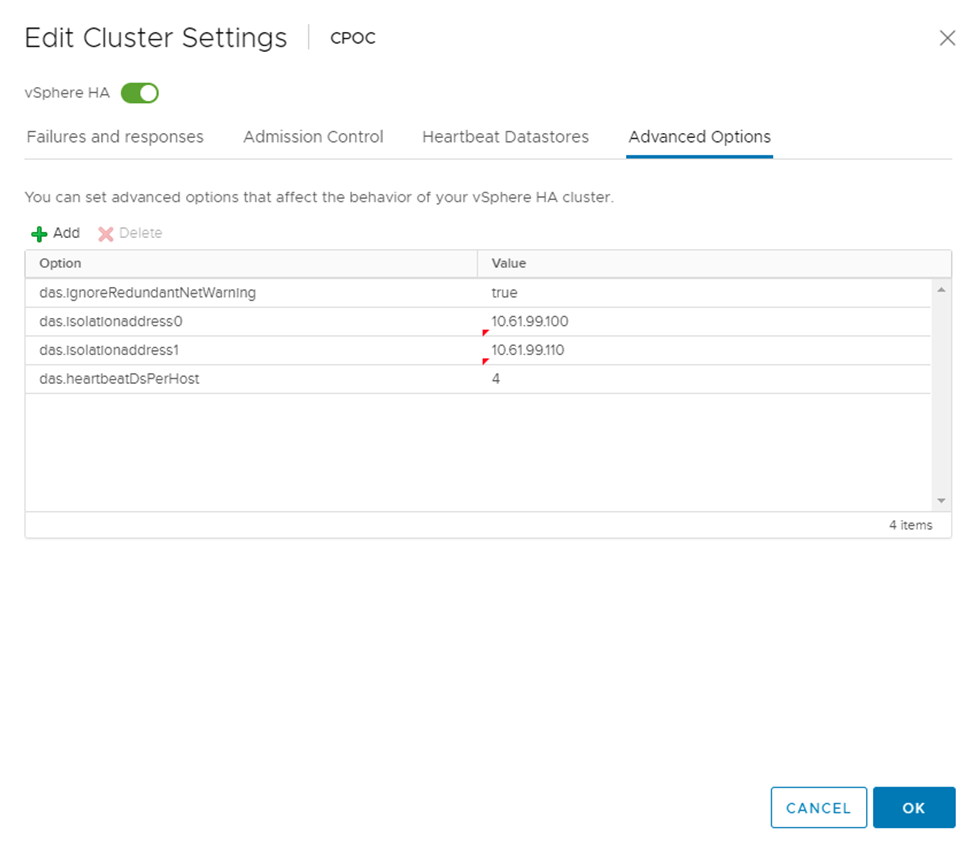 Edit Cluster Settings CPOC
vSphere HA
Failures and responses Admission Control Heartbeat Datastores Advanced Options
You can set advanced options that affect the behavior of your vSphere HA cluster.
Add Delete
Option Value
das.IgnoreRedundantNetWarning true
das.isolationaddress0 10.61.99.100
das.isolationaddress1 10.61.99.110
das.heartbeatDsPerHost 4
4 items
CANCEL OK